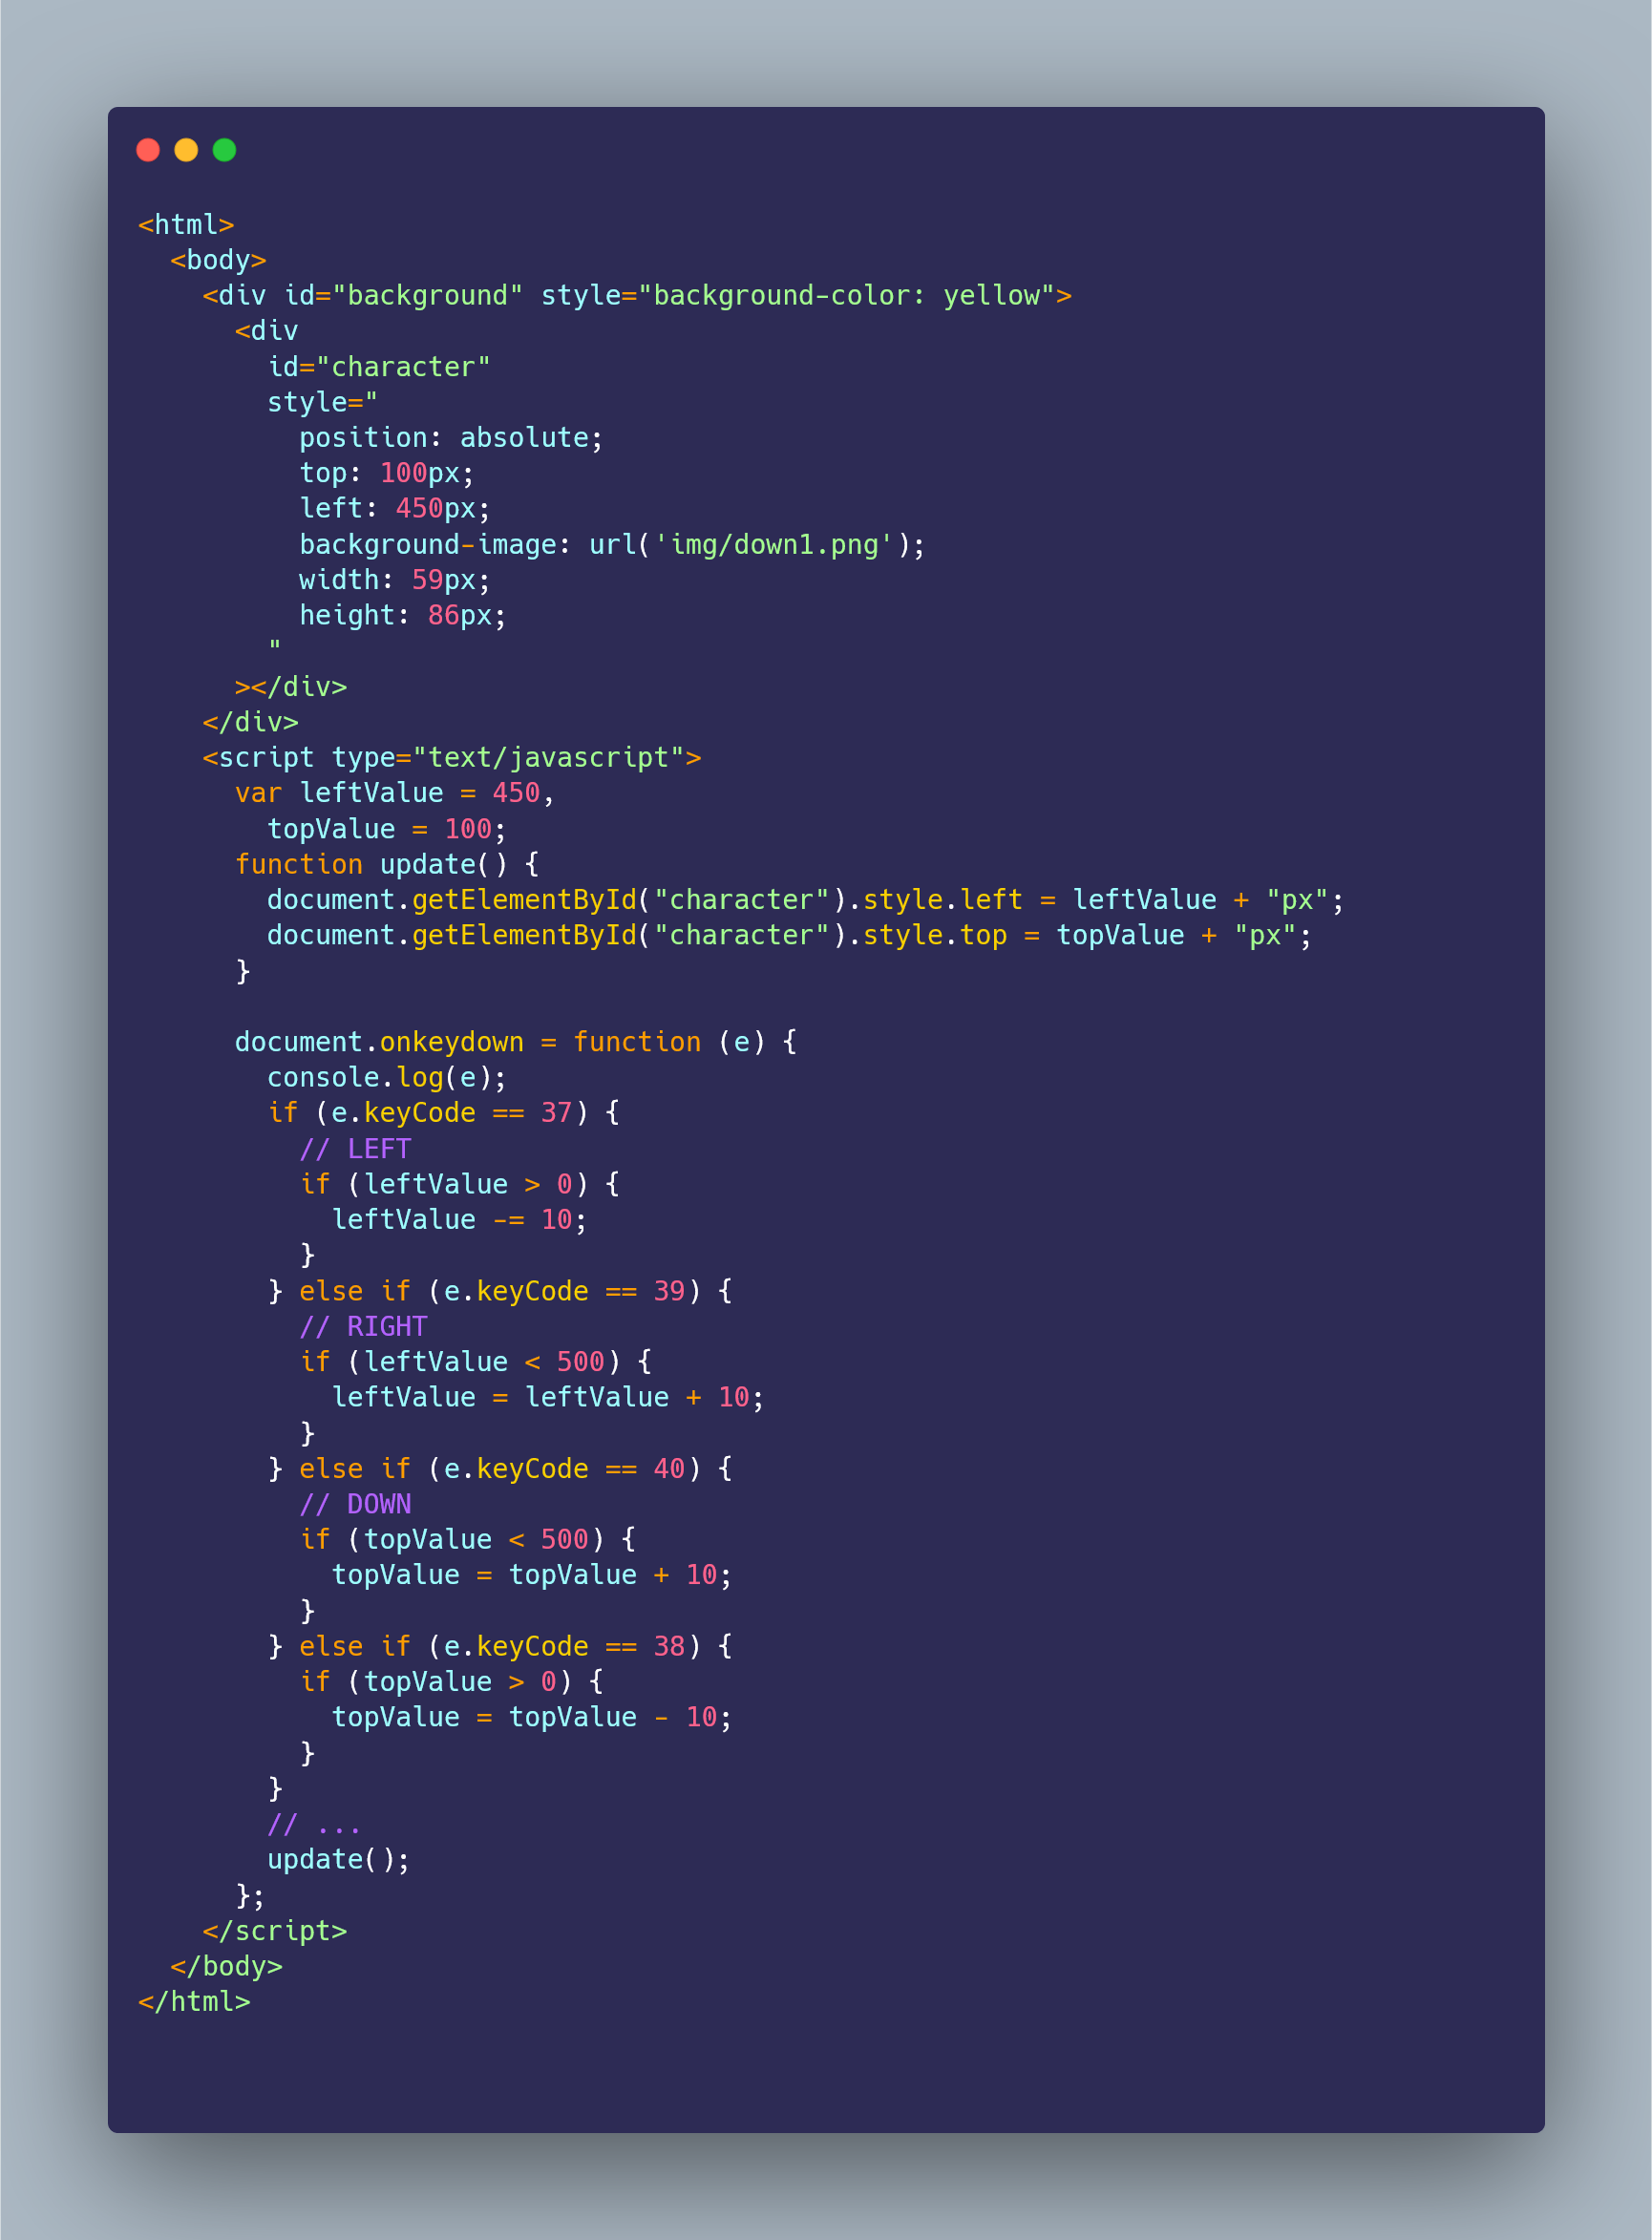 <html>
  <body>
    <div id="background" style="background-color: yellow">
      <div
        id="character"
        style="
          position: absolute;
          top: 100px;
          left: 450px;
          background-image: url('img/down1.png');
          width: 59px;
          height: 86px;
        "
      ></div>
    </div>
    <script type="text/javascript">
      var leftValue = 450,
        topValue = 100;
      function update() {
        document.getElementById("character").style.left = leftValue + "px";
        document.getElementById("character").style.top = topValue + "px";
      }

      document.onkeydown = function (e) {
        console.log(e);
        if (e.keyCode == 37) {
          // LEFT
          if (leftValue > 0) {
            leftValue -= 10;
          }
        } else if (e.keyCode == 39) {
          // RIGHT
          if (leftValue < 500) {
            leftValue = leftValue + 10;
          }
        } else if (e.keyCode == 40) {
          // DOWN
          if (topValue < 500) {
            topValue = topValue + 10;
          }
        } else if (e.keyCode == 38) {
          if (topValue > 0) {
            topValue = topValue - 10;
          }
        }
        // ...
        update();
      };
    </script>
  </body>
</html>